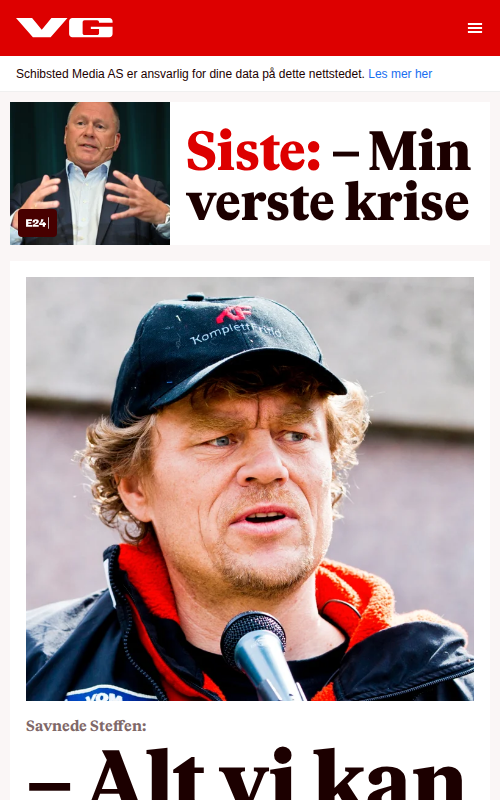 VG
Schibsted Media AS er ansvarlig for dine data på dette nettstedet. Les mer her
Siste: – Min
verste krise
E24
KomplettFritid
Savnede Steffen:
– Alt vi kan